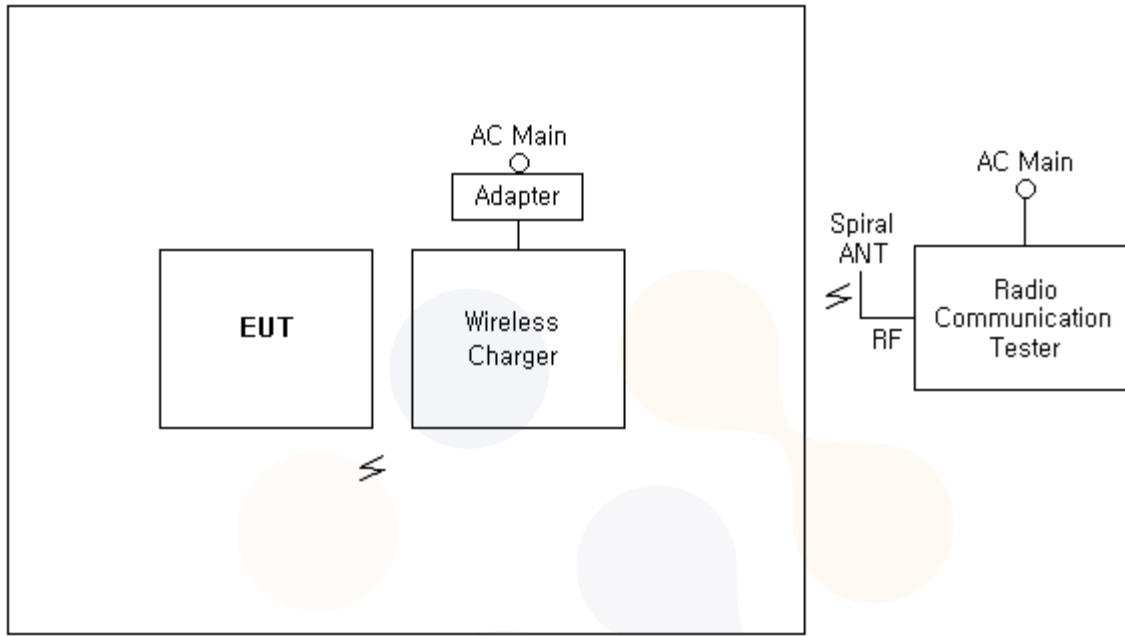 AC Main
Adapter
EUT
Wireless
Charger
AC Main
Spiral
ANT
RF
Radio
Communication
Tester